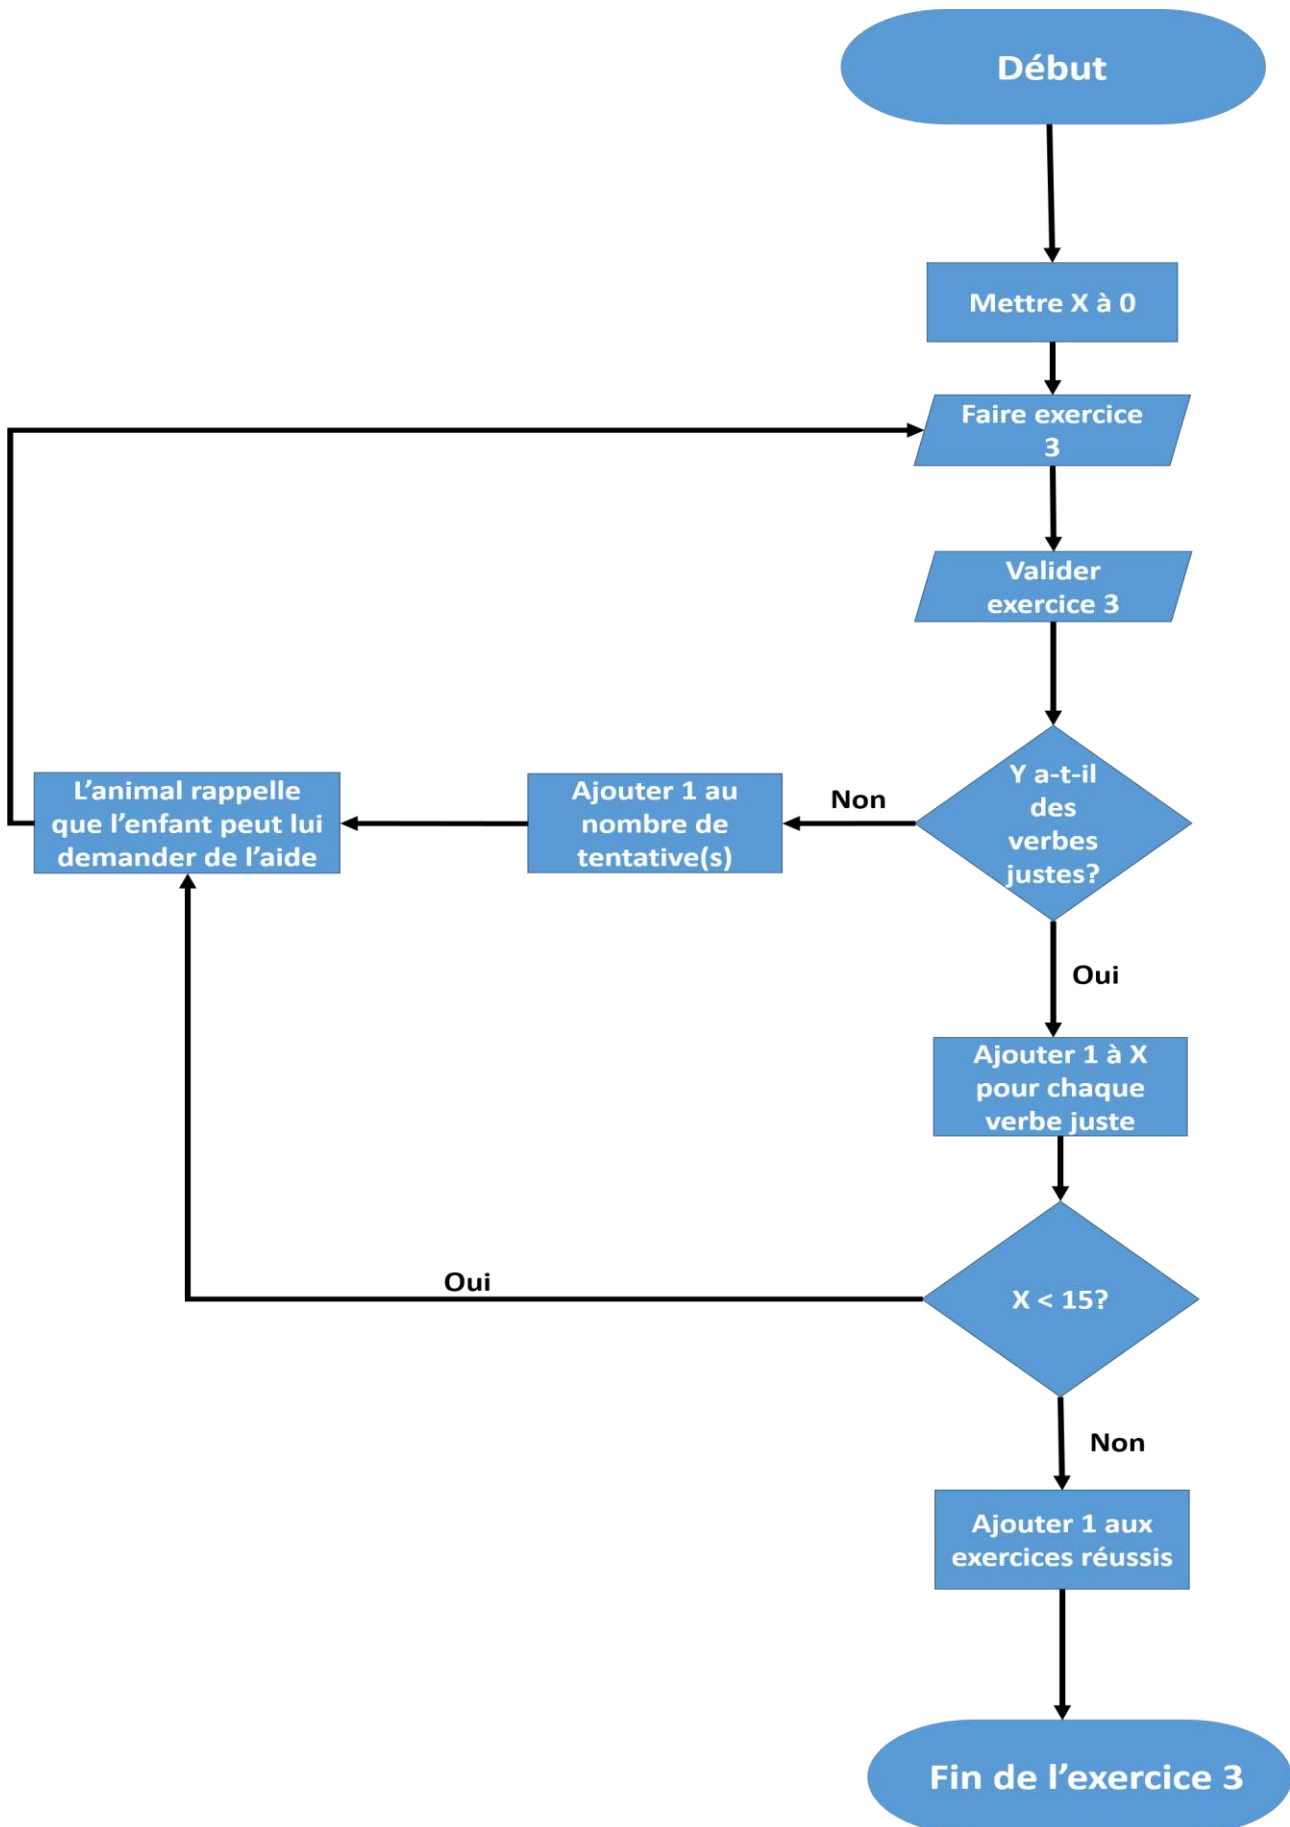 Début
Mettre X à 0
Faire exercice
3
Valider
exercice 3
Y a-t-il
des
verbes
justes?
Non
Ajouter 1 au
nombre de
tentative(s)
L’animal rappelle
que l’enfant peut lui
demander de l’aide
Oui
Ajouter 1 à X
pour chaque
verbe juste
X < 15?
Oui
Non
Ajouter 1 aux
exercices réussis
Fin de l’exercice 3